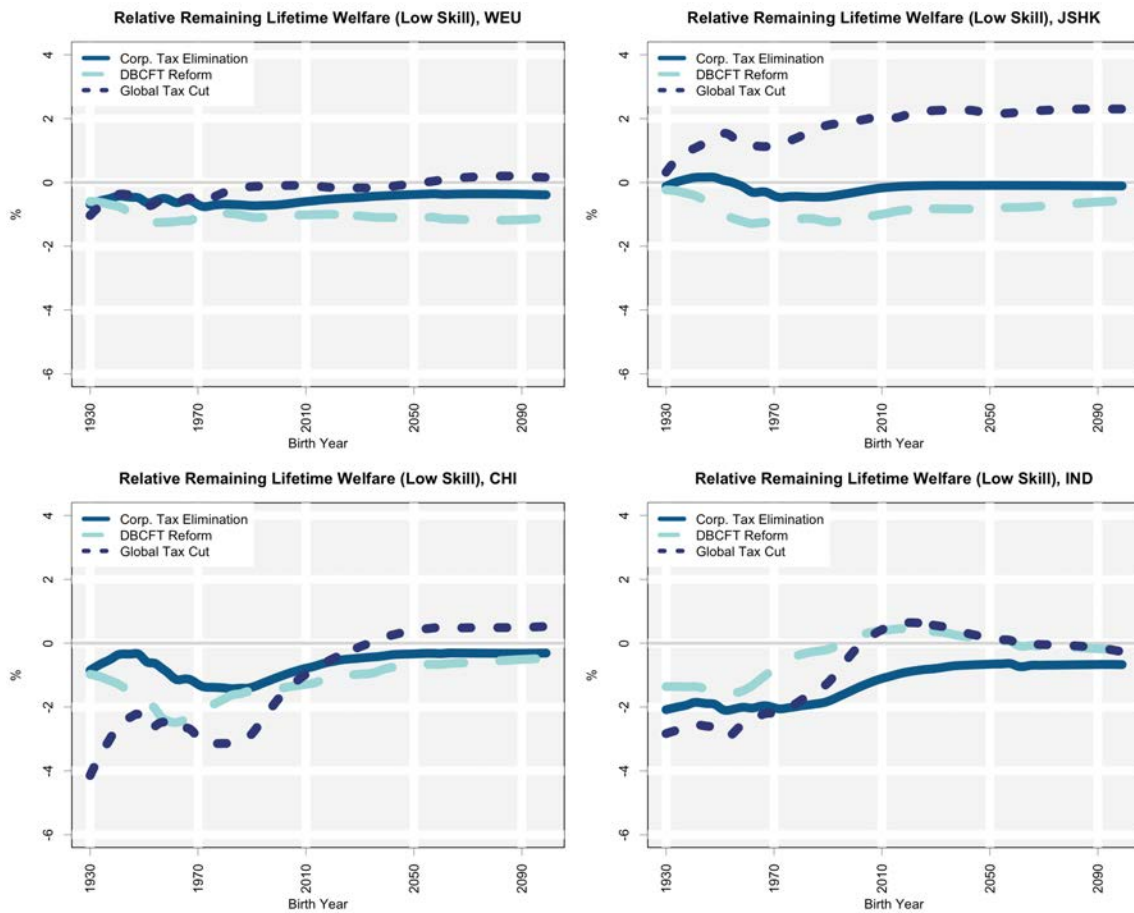 Relative Remaining Lifetime Welfare (Low Skill), WEU
Corp. Tax Elimination
DBCFT Reform
Global Tax Cut
4
2
0
-2
-4
-6
%
1930
1970
2010
2050
2090
Birth Year
Relative Remaining Lifetime Welfare (Low Skill), JSHK
Corp. Tax Elimination
DBCFT Reform
Global Tax Cut
4
2
0
-2
-4
-6
%
1930
1970
2010
2050
2090
Birth Year
Relative Remaining Lifetime Welfare (Low Skill), CHI
Corp. Tax Elimination
DBCFT Reform
Global Tax Cut
4
2
0
-2
-4
-6
%
1930
1970
2010
2050
2090
Birth Year
Relative Remaining Lifetime Welfare (Low Skill), IND
Corp. Tax Elimination
DBCFT Reform
Global Tax Cut
4
2
0
-2
-4
-6
%
1930
1970
2010
2050
2090
Birth Year